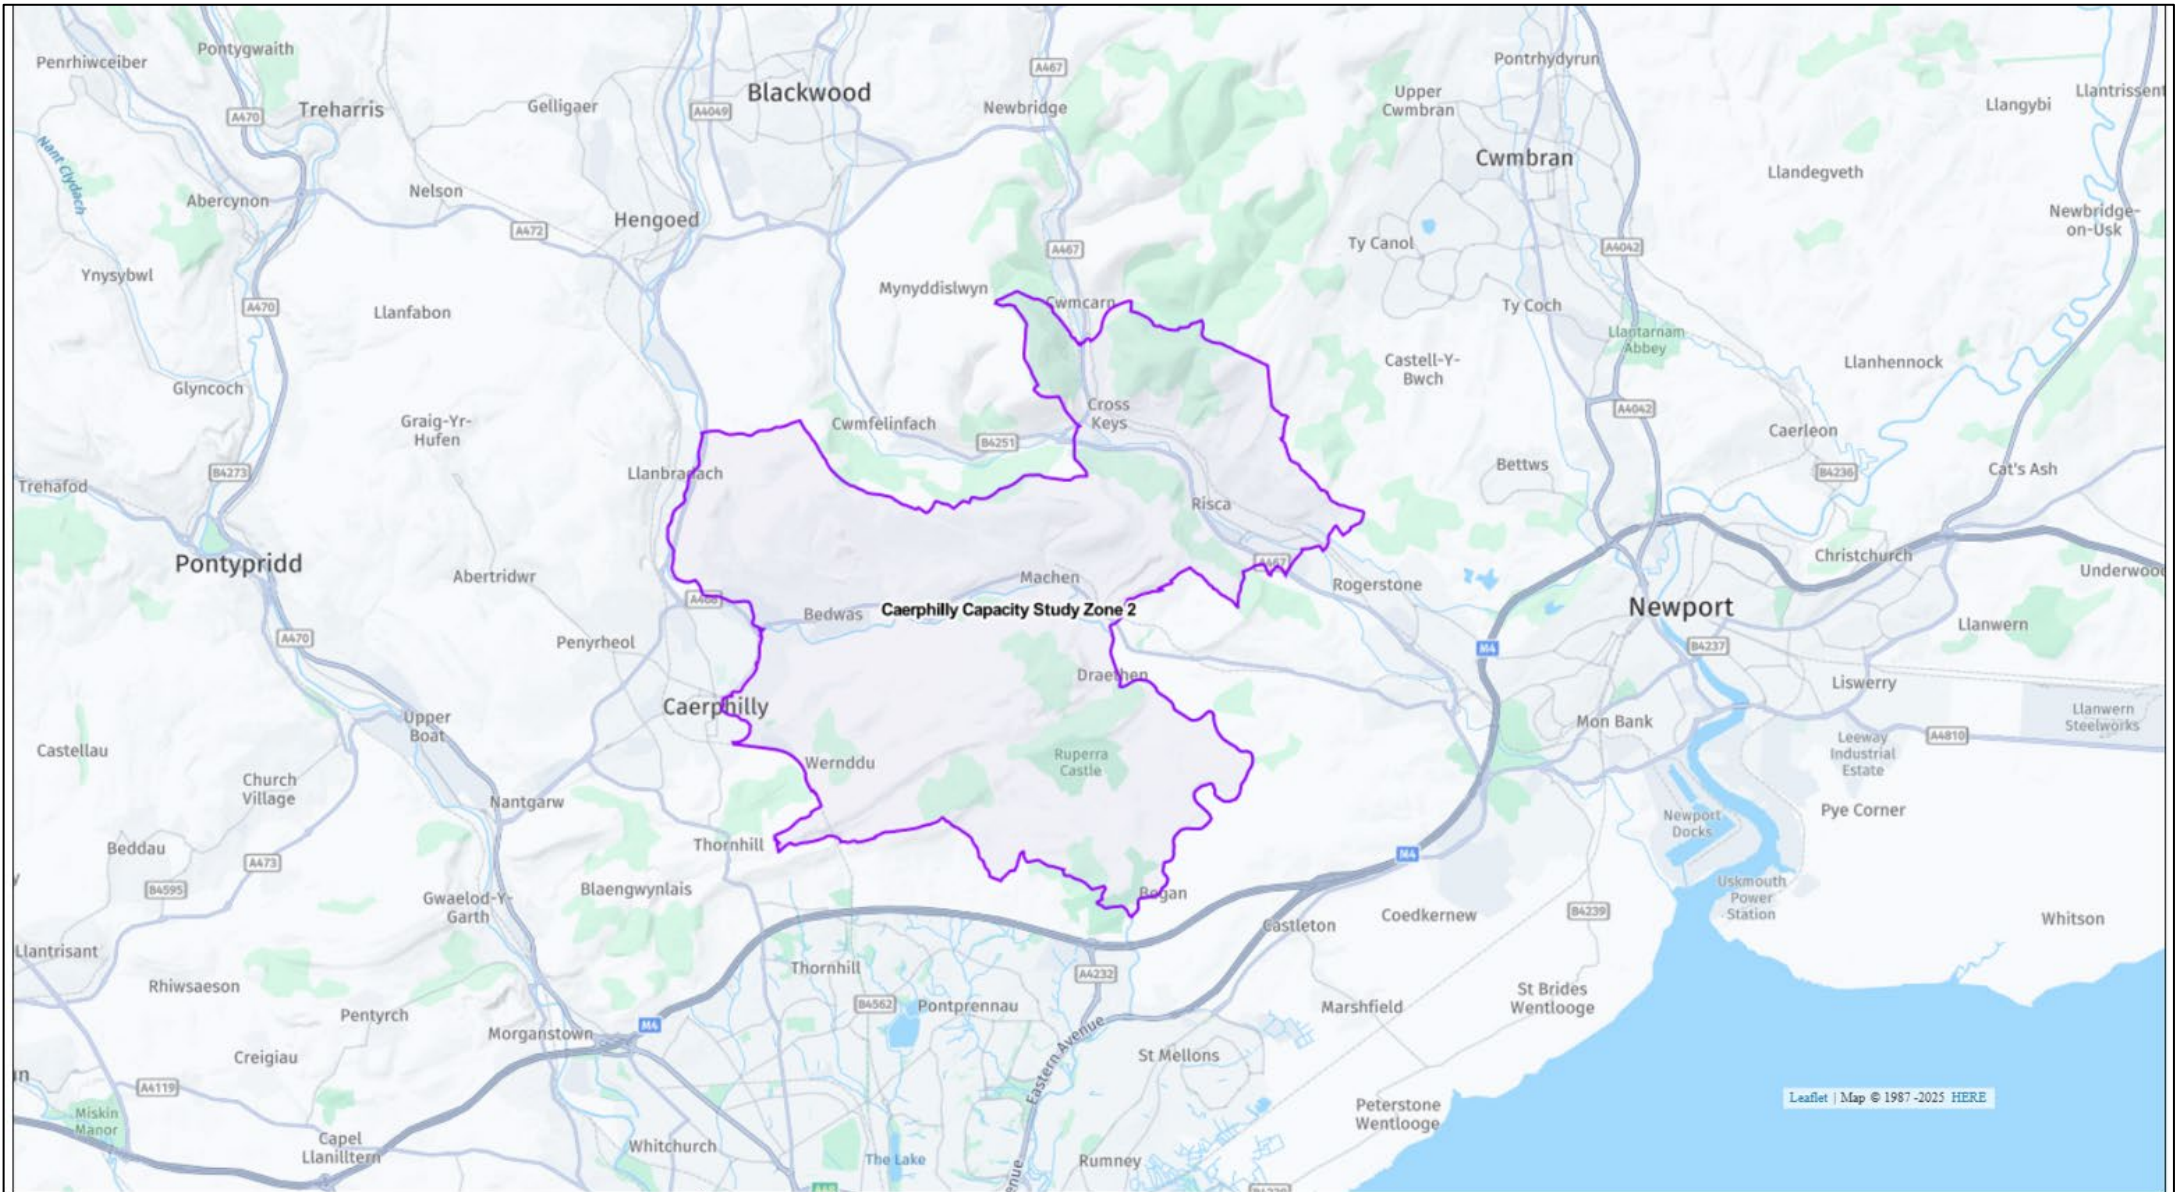 Pontygwaith
Penrhiwceiber
Pontrhydyrun
A467
Blackwood
Upper
Cwmbran
Llantrissent
Llangybi
Treharris
Gelligaer
A4049
Newbridge
A470
Nant Clydach
Cwmbran
Llandegveth
Nelson
Abercynon
Hengoed
A472
Newbridge-
on-Usk
A467
Ty Canol
A4042
Ynysybwl
Mynyddislwyn
Cwmcarn
A470
Llanfabon
Ty Coch
Llantarnam
Abbey
Castell-Y-
Bwch
Llanhennock
Glyncoch
Graig-Yr-
Hufen
Cross
Keys
A4042
Cwmfelinfach
B4251
Caerleon
B4273
Llanbradach
Bettws
B4236
Cat's Ash
Trehafod
Risca
Pontypridd
Abertridwr
Machen
A467
Rogerstone
Christchurch
Underwood
A468
Bedwas
Caerphilly Capacity Study Zone 2
Newport
Llanwern
A470
Penyrheol
M4
B4237
Draethen
Liswerry
Caerphilly
Upper
Boat
Mon Bank
Llanwern
Steelworks
Castellau
Wernddu
Ruperra
Castle
Leeway
Industrial
Estate
A4810
Church
Village
Nantgarw
Newport
Docks
Pye Corner
Beddau
A473
Thornhill
M4
B4595
Gwaelod-Y-
Garth
Blaengwynlais
Began
Uskmouth
Power
Station
Castleton
Coedkernew
B4239
Whitson
Llantrisant
Thornhill
A4232
Rhiwsaeson
Pentyrch
B4562
Pontprennau
Marshfield
St Brides
Wentlooge
Morganstown
M4
Eastern Avenue
Creigiau
St Mellons
A4119
Leaflet | Map © 1987 -2025 HERE
Miskin
Manor
Peterstone
Wentlooge
Capel
Llanilltern
Whitchurch
The Lake
Rumney